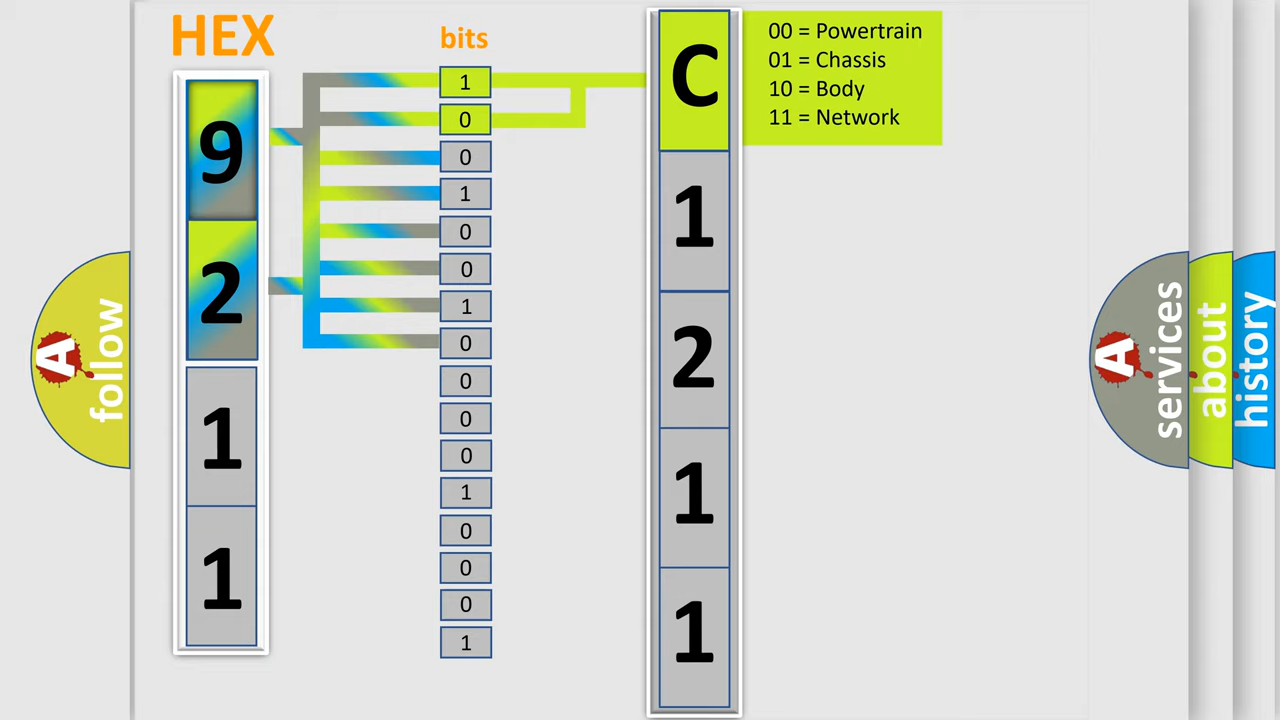 HEX
bits
9
2
1
1
1
0
0
1
0
0
1
0
0
0
0
1
0
0
0
1
C
1
2
1
1
00 = Powertrain
01 = Chassis
10 = Body
11 = Network
A
follow
A
services
about
history